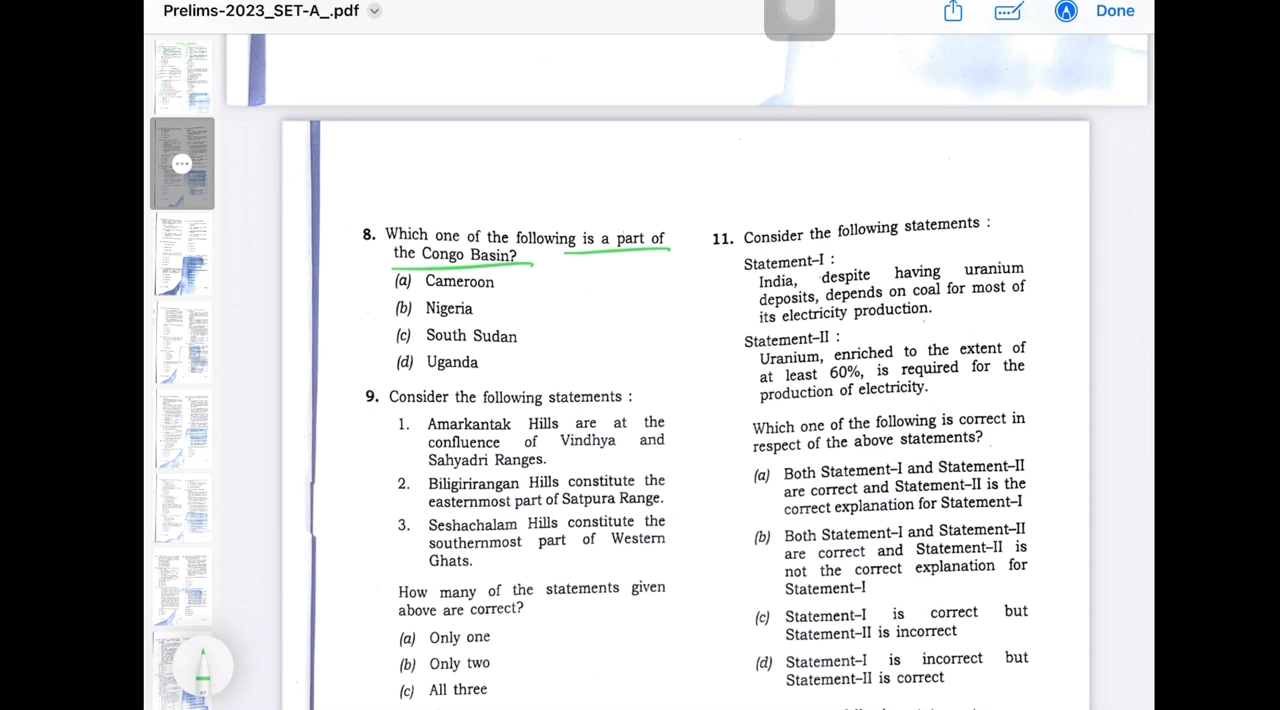 Prelims-2023_SET-A_.pdf
Done
8. Which one of the following is a part of
the Congo Basin?
(a) Cameroon
(b) Nigeria
(c) South Sudan
(d) Uganda
9. Consider the following statements :
1. Amarkantak Hills are at the
confluence of Vindhya and
Sahyadri Ranges.
2. Biligirirangan Hills constitute the
easternmost part of Satpura Range.
3. Seshachalam Hills constitute the
southernmost part of Western
Ghats.
How many of the statements given
above are correct?
(a) Only one
(b) Only two
(c) All three
11. Consider the following statements :
Statement–I :
India, despite having uranium
deposits, depends on coal for most of
its electricity production.
Statement–II :
Uranium, enriched to the extent of
at least 60%, is required for the
production of electricity.
Which one of the following is correct in
respect of the above statements?
(a) Both Statement–I and Statement–II
are correct and Statement–II is the
correct explanation for Statement–I
(b) Both Statement–I and Statement–II
are correct and Statement–II is
not the correct explanation for
Statement–I
(c) Statement–I is correct but
Statement–II is incorrect
(d) Statement–I is incorrect but
Statement–II is correct